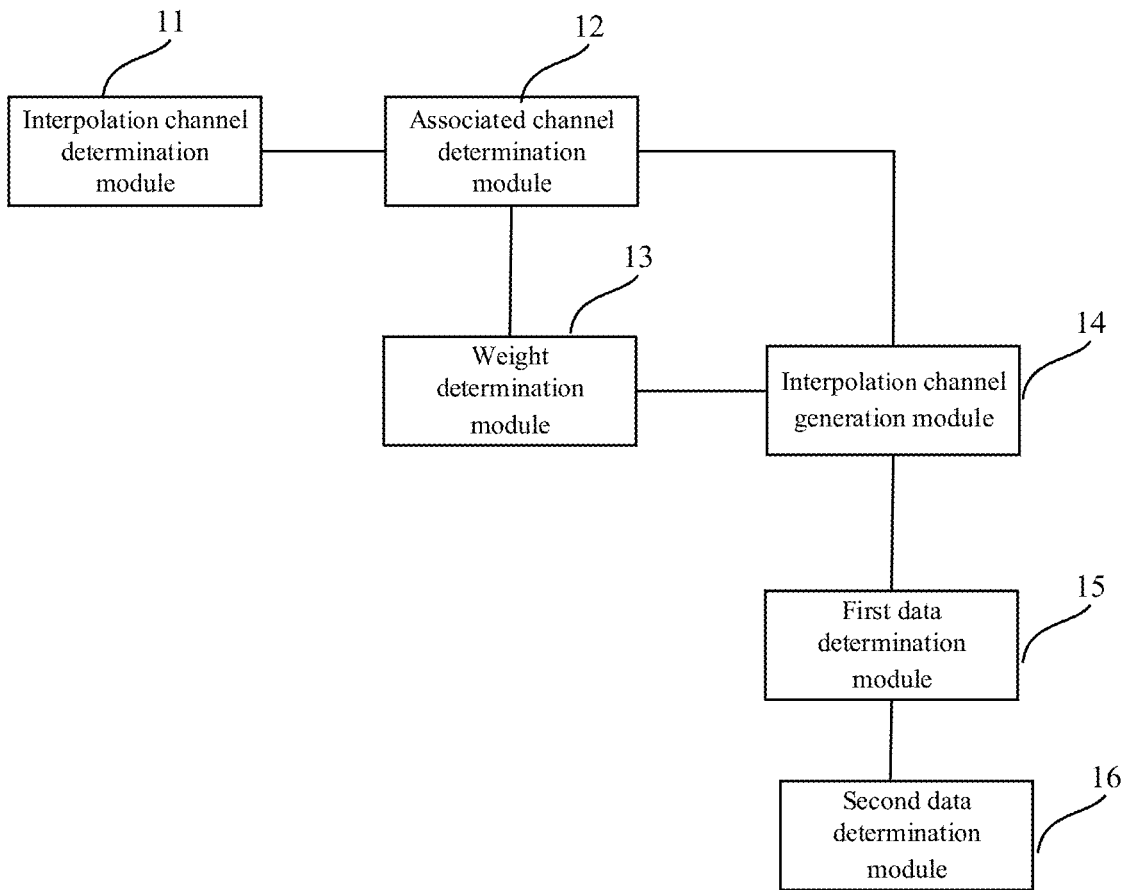 11
12
Interpolation channel
determination
module
Associated channel
determination
module
13
Weight
determination
module
14
Interpolation channel
generation module
15
First data
determination
module
16
Second data
determination
module